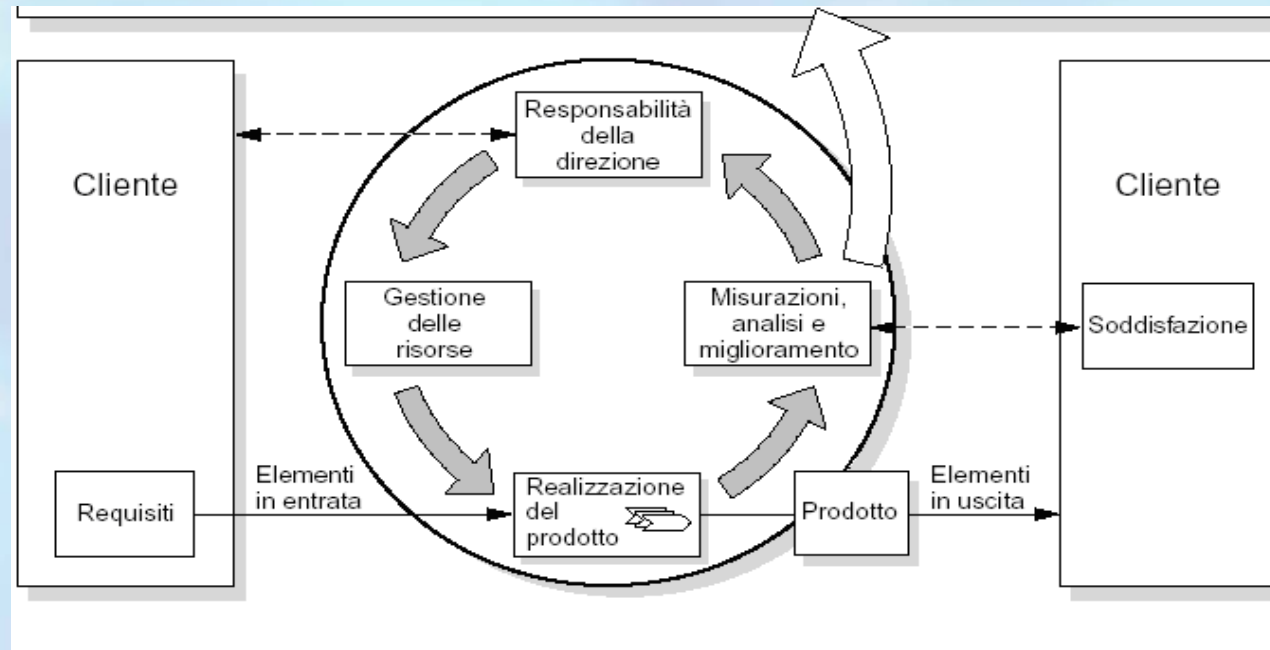 Responsabilità
della
direzione
Cliente
Cliente
Gestione
delle
risorse
Misurazioni,
analisi e
miglioramento
Soddisfazione
Requisiti
Elementi
in entrata
Realizzazione
del
prodotto
Prodotto
Elementi
in uscita